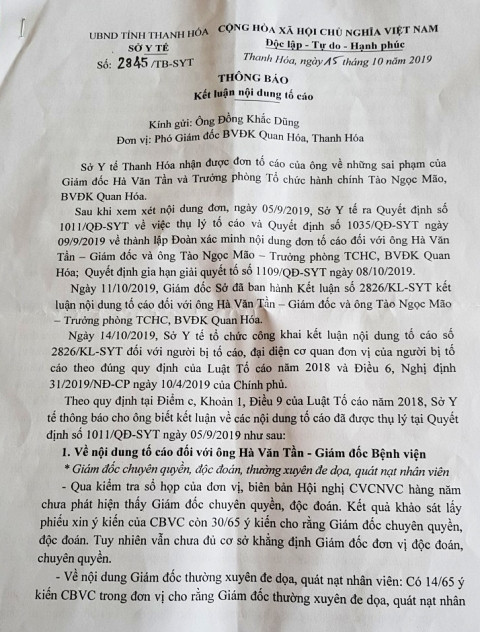 UBND TỈNH THANH HÓA CỘNG HÒA XÃ HỘI CHỦ NGHĨA VIỆT NAM
SỞ Y TẾ Độc lập - Tự do - Hạnh phúc
Số: 2845/TB-SYT Thanh Hóa, ngày 15 tháng 10 năm 2019
THÔNG BÁO
Kết luận nội dung tố cáo
Kính gửi: Ông Đồng Khắc Dũng
Đơn vị: Phó Giám đốc BVĐK Quan Hóa, Thanh Hóa
Sở Y tế Thanh Hóa nhận được đơn tố cáo của ông về những sai phạm của
Giám đốc Hà Văn Tần và Trưởng phòng Tổ chức hành chính Tào Ngọc Mão,
BVĐK Quan Hóa.
Sau khi xem xét nội dung đơn, ngày 05/9/2019, Sở Y tế ra Quyết định số
1011/QĐ-SYT về việc thụ lý tố cáo và Quyết định số 1035/QĐ-SYT ngày
09/9/2019 về thành lập Đoàn xác minh nội dung đơn tố cáo đối với ông Hà Văn
Tần – Giám đốc và ông Tào Ngọc Mão – Trưởng phòng TCHC, BVĐK Quan
Hóa; Quyết định gia hạn giải quyết tố số 1109/QĐ-SYT ngày 08/10/2019.
Ngày 11/10/2019, Giám đốc Sở đã ban hành Kết luận số 2826/KL-SYT kết
luận nội dung tố cáo đối với ông Hà Văn Tần – Giám đốc và ông Tào Ngọc Mão
– Trưởng phòng TCHC, BVĐK Quan Hóa.
Ngày 14/10/2019, Sở Y tế tổ chức công khai kết luận nội dung tố cáo số
2826/KL-SYT đối với người bị tố cáo, đại diện cơ quan đơn vị của người bị tố
cáo theo đúng quy định của Luật Tố cáo năm 2018 và Điều 6, Nghị định
31/2019/NĐ-CP ngày 10/4/2019 của Chính phủ.
Theo quy định tại Điểm c, Khoản 1, Điều 9 của Luật Tố cáo năm 2018, Sở Y
tế thông báo cho ông biết kết luận về các nội dung tố cáo đã được thụ lý tại Quyết
định số 1011/QĐ-SYT ngày 05/9/2019 như sau:
1. Về nội dung tố cáo đối với ông Hà Văn Tần - Giám đốc Bệnh viện
* Giám đốc chuyên quyền, độc đoán, thường xuyên đe dọa, quát nạt nhân viên
- Qua kiểm tra sổ họp của đơn vị, biên bản Hội nghị CVCNVC hàng năm
chưa phát hiện thấy Giám đốc chuyên quyền, độc đoán. Kết quả khảo sát lấy
phiếu xin ý kiến của CBVC còn 30/65 ý kiến cho rằng Giám đốc chuyên quyền,
độc đoán. Tuy nhiên vẫn chưa đủ cơ sở khẳng định Giám đốc đơn vị độc đoán,
chuyên quyền.
- Về nội dung Giám đốc thường xuyên đe dọa, quát nạt nhân viên: Có 14/65 ý
kiến CBVC trong đơn vị cho rằng Giám đốc thường xuyên đe dọa, quát nạt nhân